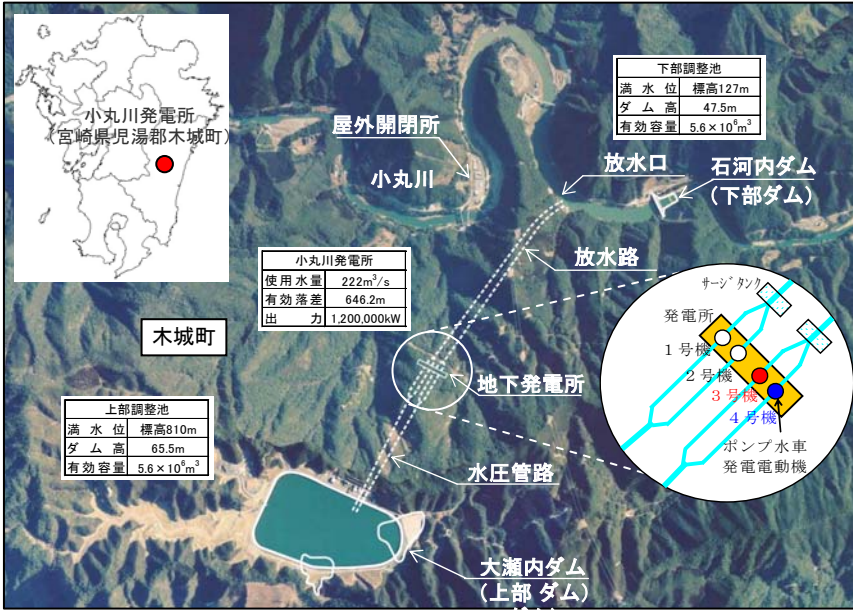 小丸川発電所
(宮崎県児湯郡木城町)
屋外開閉所
小丸川
下部調整池
満水位 標高127m
ダム高 47.5m
有効容量 5.6×10⁶m³
放水口
石河内ダム
(下部ダム)
放水路
小丸川発電所
使用水量 222m³/s
有効落差 646.2m
出力 1,200,000kW
木城町
地下発電所
サージタンク
発電所
1号機
2号機
3号機
4号機
ポンプ水車
発電電動機
上部調整池
満水位 標高810m
ダム高 65.5m
有効容量 5.6×10⁶m³
水圧管路
大瀬内ダム
(上部 ダム)